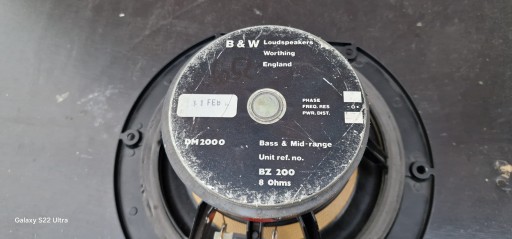 B & W Loudspeakers
Worthing
England
FEB
PHASE
FREQ. RES
PWR. DIST.
DM2000
Bass & Mid-range
Unit ref. no.
BZ 200
8 Ohms
Galaxy S22 Ultra